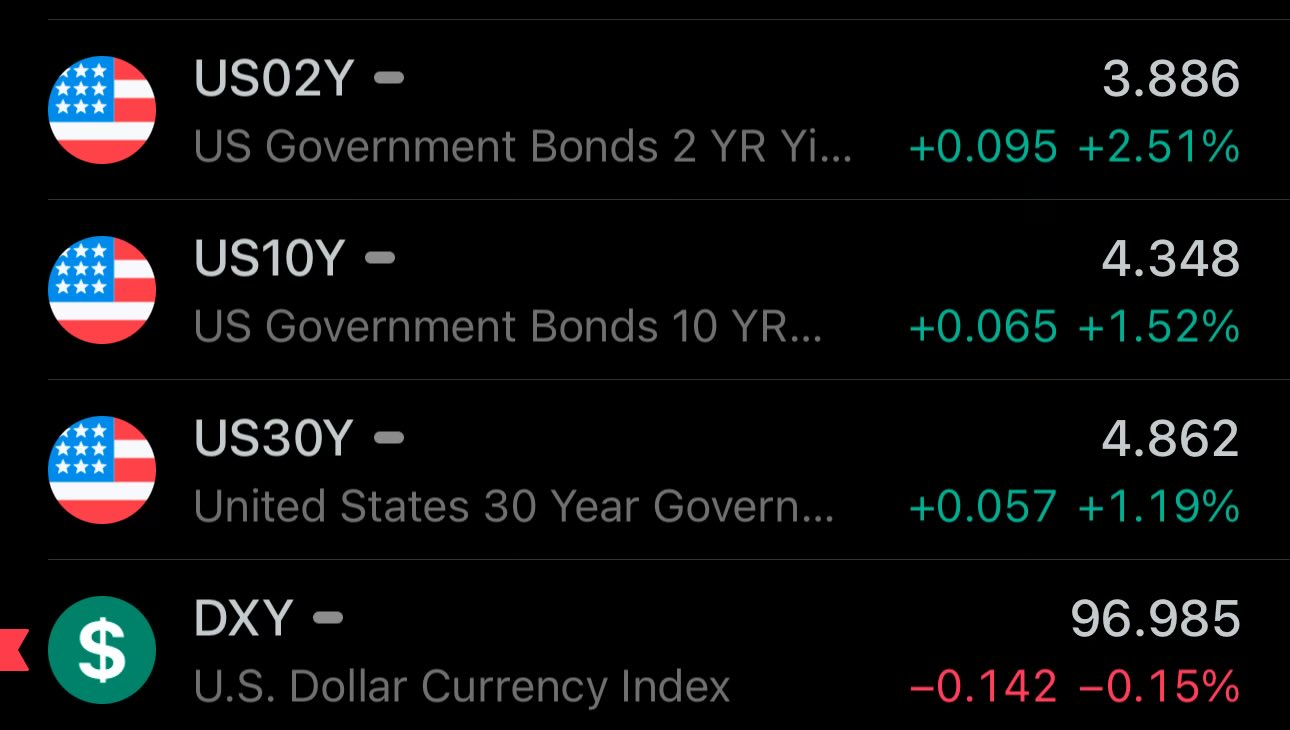 US02Y
3.886
US Government Bonds 2 YR Yi...
+0.095 +2.51%
US10Y
4.348
US Government Bonds 10 YR...
+0.065 +1.52%
US30Y
4.862
United States 30 Year Govern...
+0.057 +1.19%
DXY
96.985
$
U.S. Dollar Currency Index
−0.142 −0.15%